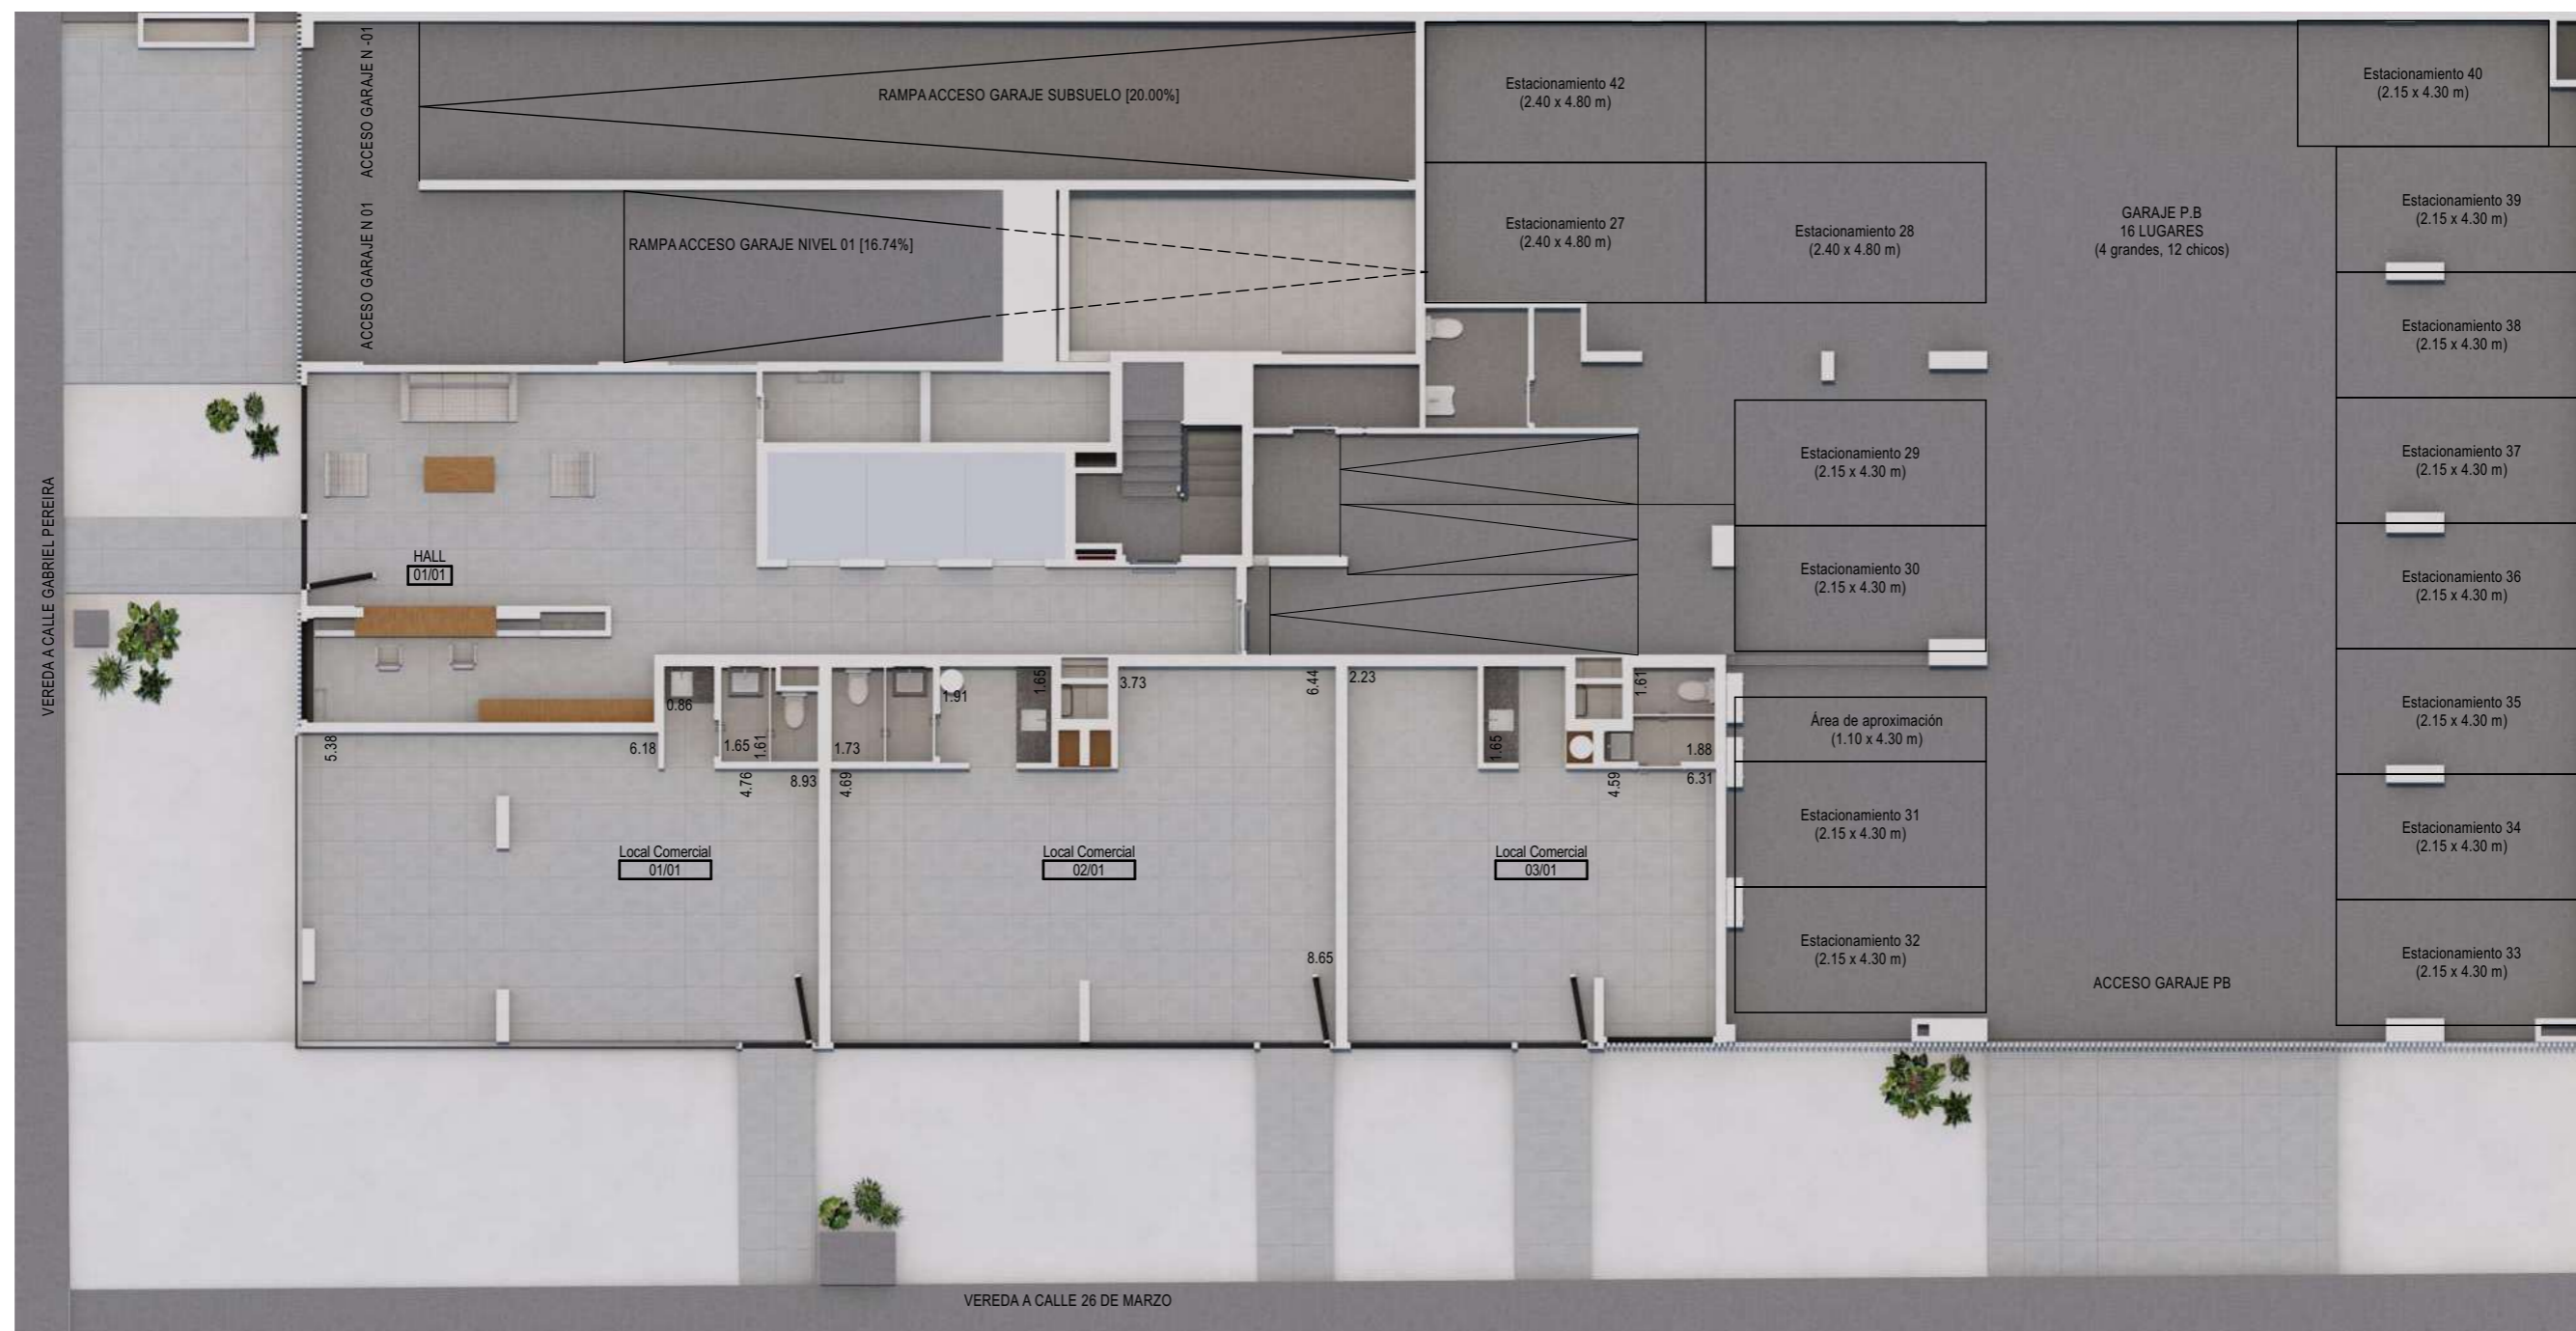 ACCESO GARAJE N -01
ACCESO GARAJE N 01
RAMPA ACCESO GARAJE SUBSUELO [20.00%]
RAMPA ACCESO GARAJE NIVEL 01 [16.74%]
Estacionamiento 42
(2.40 x 4.80 m)
Estacionamiento 27
(2.40 x 4.80 m)
Estacionamiento 28
(2.40 x 4.80 m)
GARAJE P.B
16 LUGARES
(4 grandes, 12 chicos)
Estacionamiento 40
(2.15 x 4.30 m)
Estacionamiento 39
(2.15 x 4.30 m)
Estacionamiento 38
(2.15 x 4.30 m)
Estacionamiento 37
(2.15 x 4.30 m)
Estacionamiento 36
(2.15 x 4.30 m)
Estacionamiento 35
(2.15 x 4.30 m)
Estacionamiento 34
(2.15 x 4.30 m)
Estacionamiento 33
(2.15 x 4.30 m)
Estacionamiento 29
(2.15 x 4.30 m)
Estacionamiento 30
(2.15 x 4.30 m)
Área de aproximación
(1.10 x 4.30 m)
Estacionamiento 31
(2.15 x 4.30 m)
Estacionamiento 32
(2.15 x 4.30 m)
ACCESO GARAJE PB
VEREDA A CALLE GABRIEL PEREIRA
HALL
01/01
5.38
6.18
0.86
1.65
1.61
4.76
8.93
Local Comercial
01/01
1.73
4.69
1.91
1.65
3.73
6.44
8.65
Local Comercial
02/01
2.23
1.65
1.61
1.88
4.59
6.31
Local Comercial
03/01
VEREDA A CALLE 26 DE MARZO